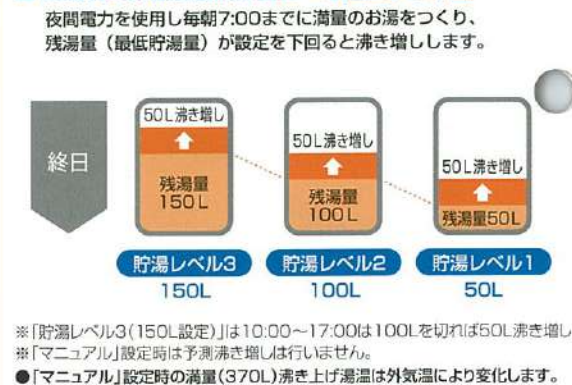 夜間電力を使用し毎朝7:00までに満量のお湯をつくり、
残湯量（最低貯湯量）が設定を下回ると沸き増しします。
終日
50L沸き増し
残湯量
150L
50L沸き増し
残湯量
100L
50L沸き増し
残湯量50L
貯湯レベル3
貯湯レベル2
貯湯レベル1
150L
100L
50L
※「貯湯レベル3(150L設定)」は10:00〜17:00は100Lを切れば50L沸き増し
※「マニュアル」設定時は予測沸き増しは行いません。
●「マニュアル」設定時の満量(370L)沸き上げ湯温は外気温により変化します。